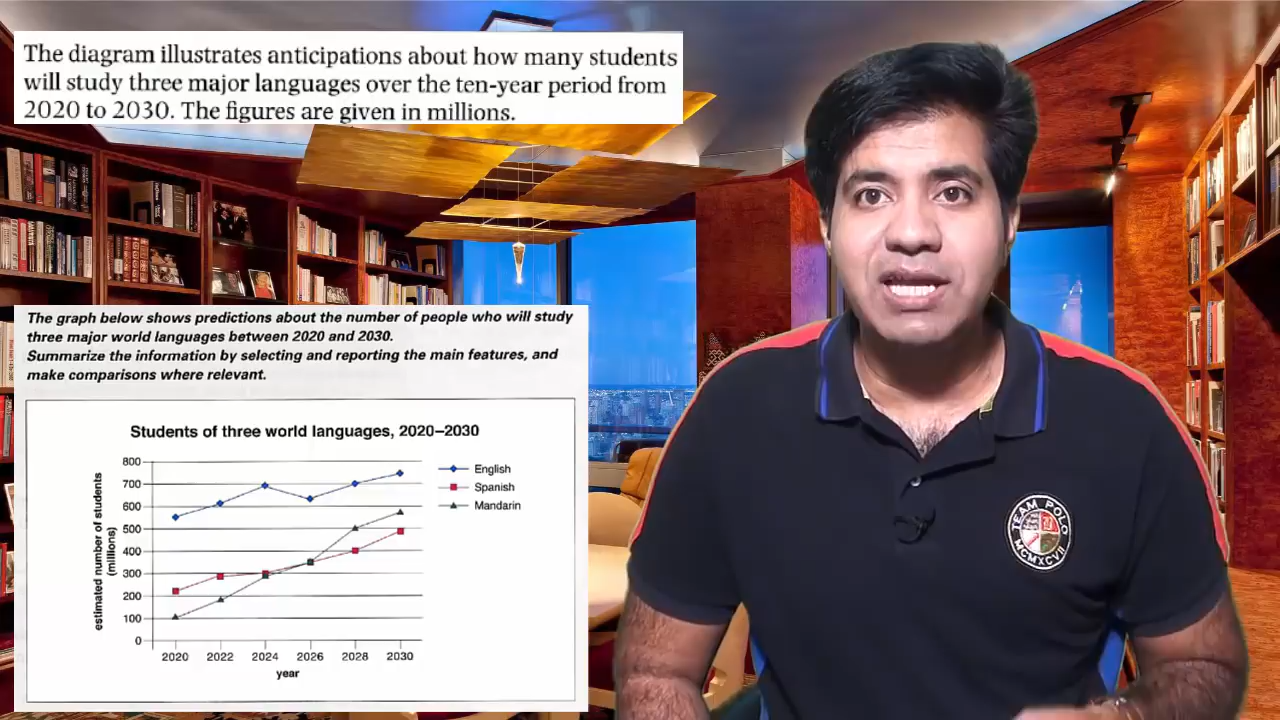 The diagram illustrates anticipations about how many students
will study three major languages over the ten-year period from
2020 to 2030. The figures are given in millions.
The graph below shows predictions about the number of people who will study
three major world languages between 2020 and 2030.
Summarize the information by selecting and reporting the main features, and
make comparisons where relevant.
Students of three world languages, 2020–2030
estimated number of students
(millions)
800
700
600
500
400
300
200
100
0
2020 2022 2024 2026 2028 2030
year
English
Spanish
Mandarin
TEAM POLO
MCMXCVII